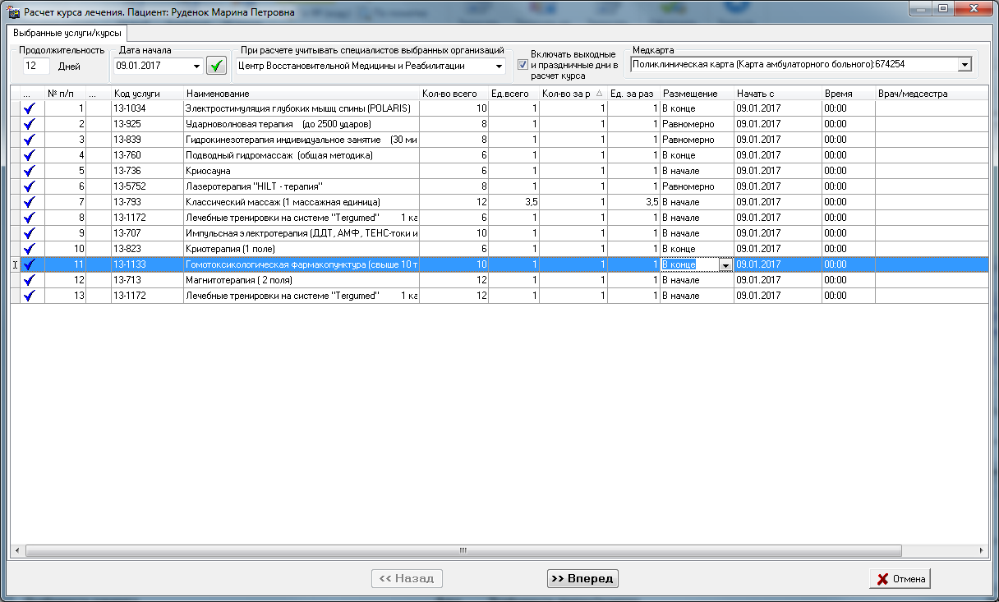 Расчет курса лечения. Пациент: Руденок Марина Петровна
Выбранные услуги/курсы
Продолжительность Дата начала При расчете учитывать специалистов выбранных организаций Включать выходные и праздничные дни в расчет курса Медкарта
12 Дней 09.01.2017 Центр Восстановительной Медицины и Реабилитации Поликлиническая карта (Карта амбулаторного больного):674254
... № п/п ... Код услуги Наименование Кол-во всего Ед.всего Кол-во за р Ед. за раз Размещение Начать с Время Врач/медсестра
1 13-1034 Электростимуляция глубоких мышц спины (POLARIS) 10 1 1 1 В конце 09.01.2017 00:00
2 13-925 Ударноволновая терапия (до 2500 ударов) 8 1 1 1 Равномерно 09.01.2017 00:00
3 13-839 Гидрокинезотерапия индивидуальное занятие (30 ми 8 1 1 1 Равномерно 09.01.2017 00:00
4 13-760 Подводный гидромассаж (общая методика) 6 1 1 1 В конце 09.01.2017 00:00
5 13-736 Криосауна 6 1 1 1 В начале 09.01.2017 00:00
6 13-5752 Лазеротерапия "HILT - терапия" 8 1 1 1 Равномерно 09.01.2017 00:00
7 13-793 Классический массаж (1 массажная единица) 12 3,5 1 3,5 В начале 09.01.2017 00:00
8 13-1172 Лечебные тренировки на системе "Tergumed" 1 ка 6 1 1 1 В начале 09.01.2017 00:00
9 13-707 Импульсная электротерапия (ДДТ, АМФ, ТЕНС-токи и 10 1 1 1 В начале 09.01.2017 00:00
10 13-823 Криотерапия (1 поле) 6 1 1 1 В конце 09.01.2017 00:00
11 13-1133 Гомотоксикологическая фармакопунктура (свыше 10 т 10 1 1 1 В конце 09.01.2017 00:00
12 13-713 Магнитотерапия ( 2 поля) 12 1 1 1 В начале 09.01.2017 00:00
13 13-1172 Лечебные тренировки на системе "Tergumed" 1 ка 12 1 1 1 В начале 09.01.2017 00:00
<< Назад >> Вперед Отмена